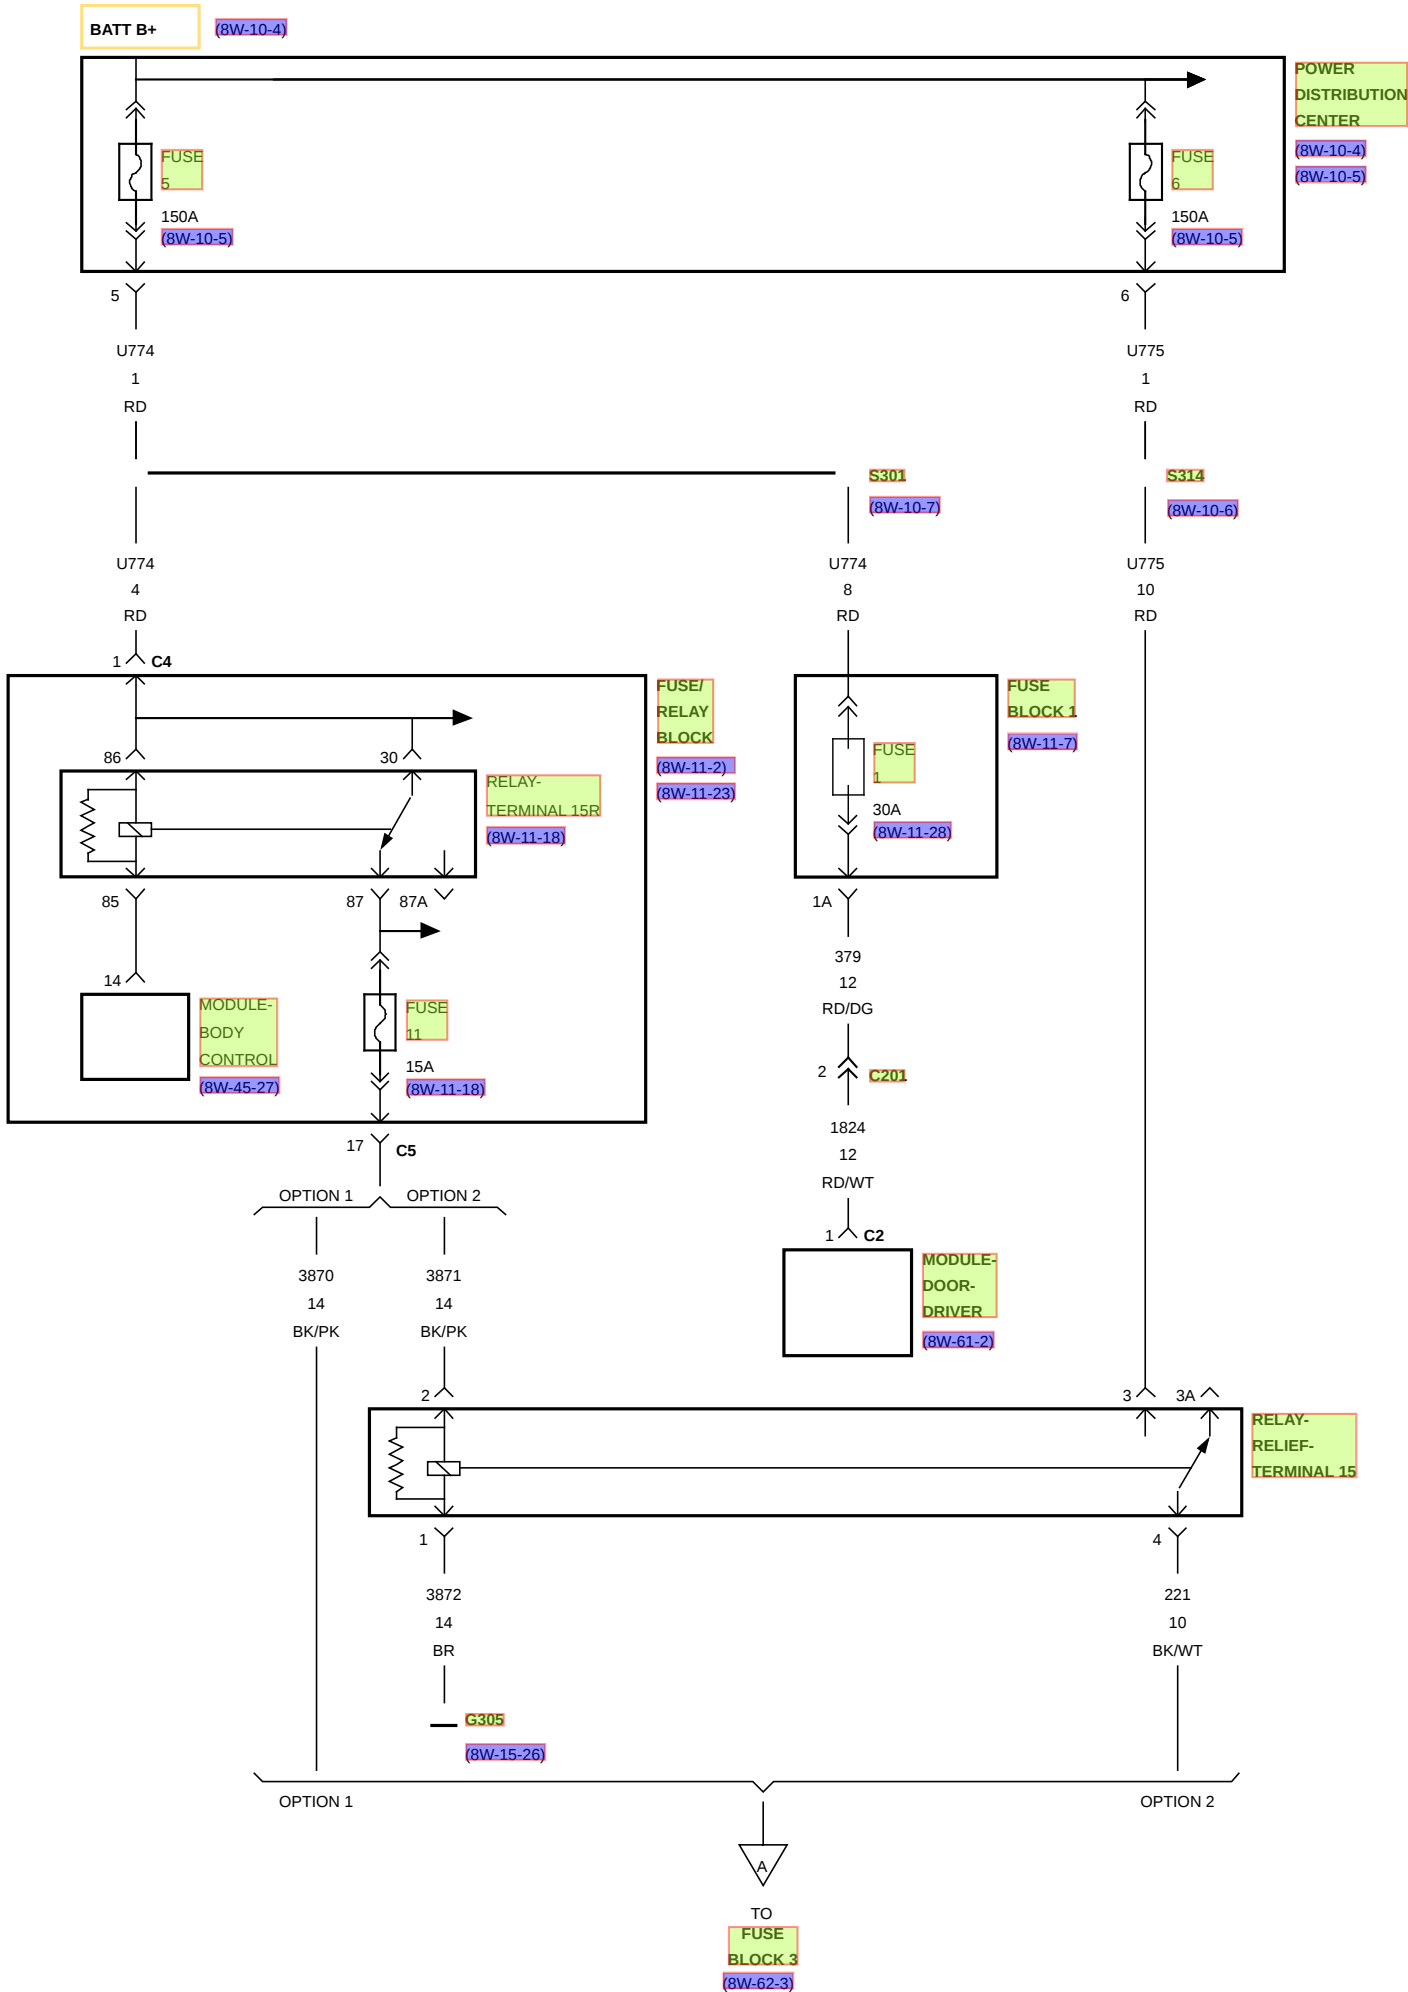 BATT B+
(8W-10-4)
POWER
DISTRIBUTION
CENTER
(8W-10-4)
(8W-10-5)
FUSE
5
150A
(8W-10-5)
FUSE
6
150A
(8W-10-5)
5
6
U774
1
RD
U775
1
RD
S301
(8W-10-7)
S314
(8W-10-6)
U774
4
RD
U774
8
RD
U775
10
RD
1
C4
FUSE/
RELAY
BLOCK
(8W-11-2)
(8W-11-23)
FUSE
BLOCK 1
(8W-11-7)
86
30
RELAY-
TERMINAL 15R
(8W-11-18)
FUSE
1
30A
(8W-11-28)
85
87
87A
1A
14
MODULE-
BODY
CONTROL
(8W-45-27)
FUSE
11
15A
(8W-11-18)
379
12
RD/DG
2
C201
1824
12
RD/WT
17
C5
OPTION 1
OPTION 2
1
C2
MODULE-
DOOR-
DRIVER
(8W-61-2)
3870
14
BK/PK
3871
14
BK/PK
2
3
3A
RELAY-
RELIEF-
TERMINAL 15
1
4
3872
14
BR
221
10
BK/WT
G305
(8W-15-26)
OPTION 1
OPTION 2
A
TO
FUSE
BLOCK 3
(8W-62-3)